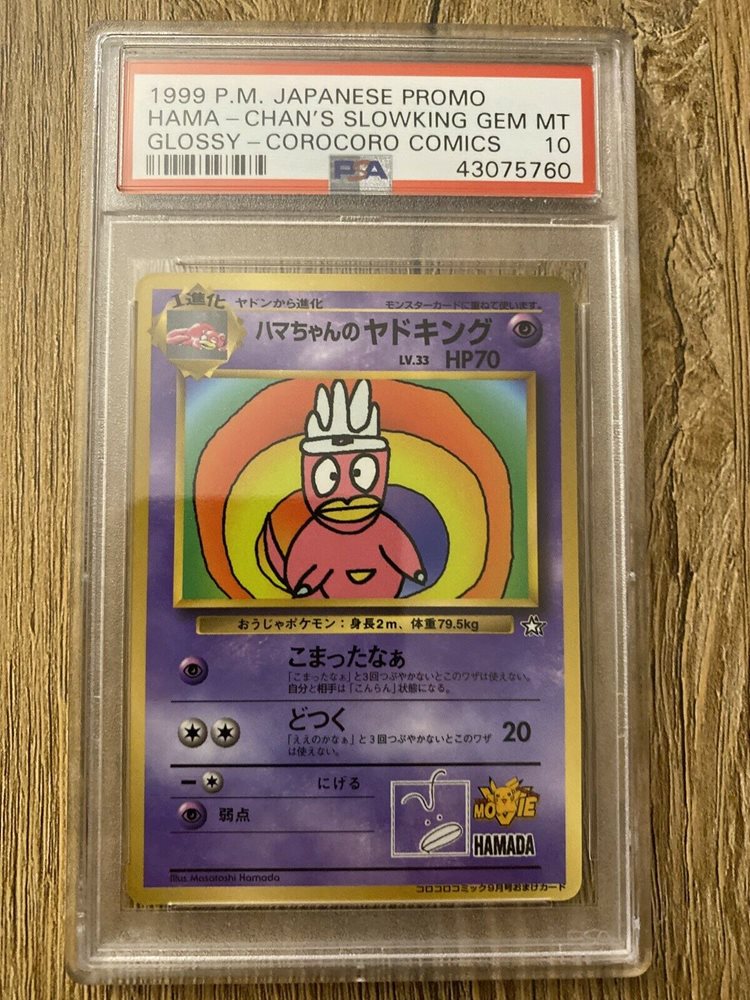 1999 P.M. JAPANESE PROMO
HAMA-CHAN'S SLOWKING GEM MT
GLOSSY-COROCORO COMICS 10
PSA 43075760
1進化 ヤドンから進化 モンスターカードに重ねて使います。
ハマちゃんのヤドキング
LV.33 HP70
おうじゃポケモン：身長2m、体重79.5kg
こまったなぁ
「こまったなぁ」と3回つぶやかないとこのワザは使えない。
自分と相手は「こんらん」状態になる。
どつく 20
「ええのかなぁ」と3回つぶやかないとこのワザ
は使えない。
にげる
弱点
MOVIE
HAMADA
Illus. Masatoshi Hamada
コロコロコミック9月号おまけカード